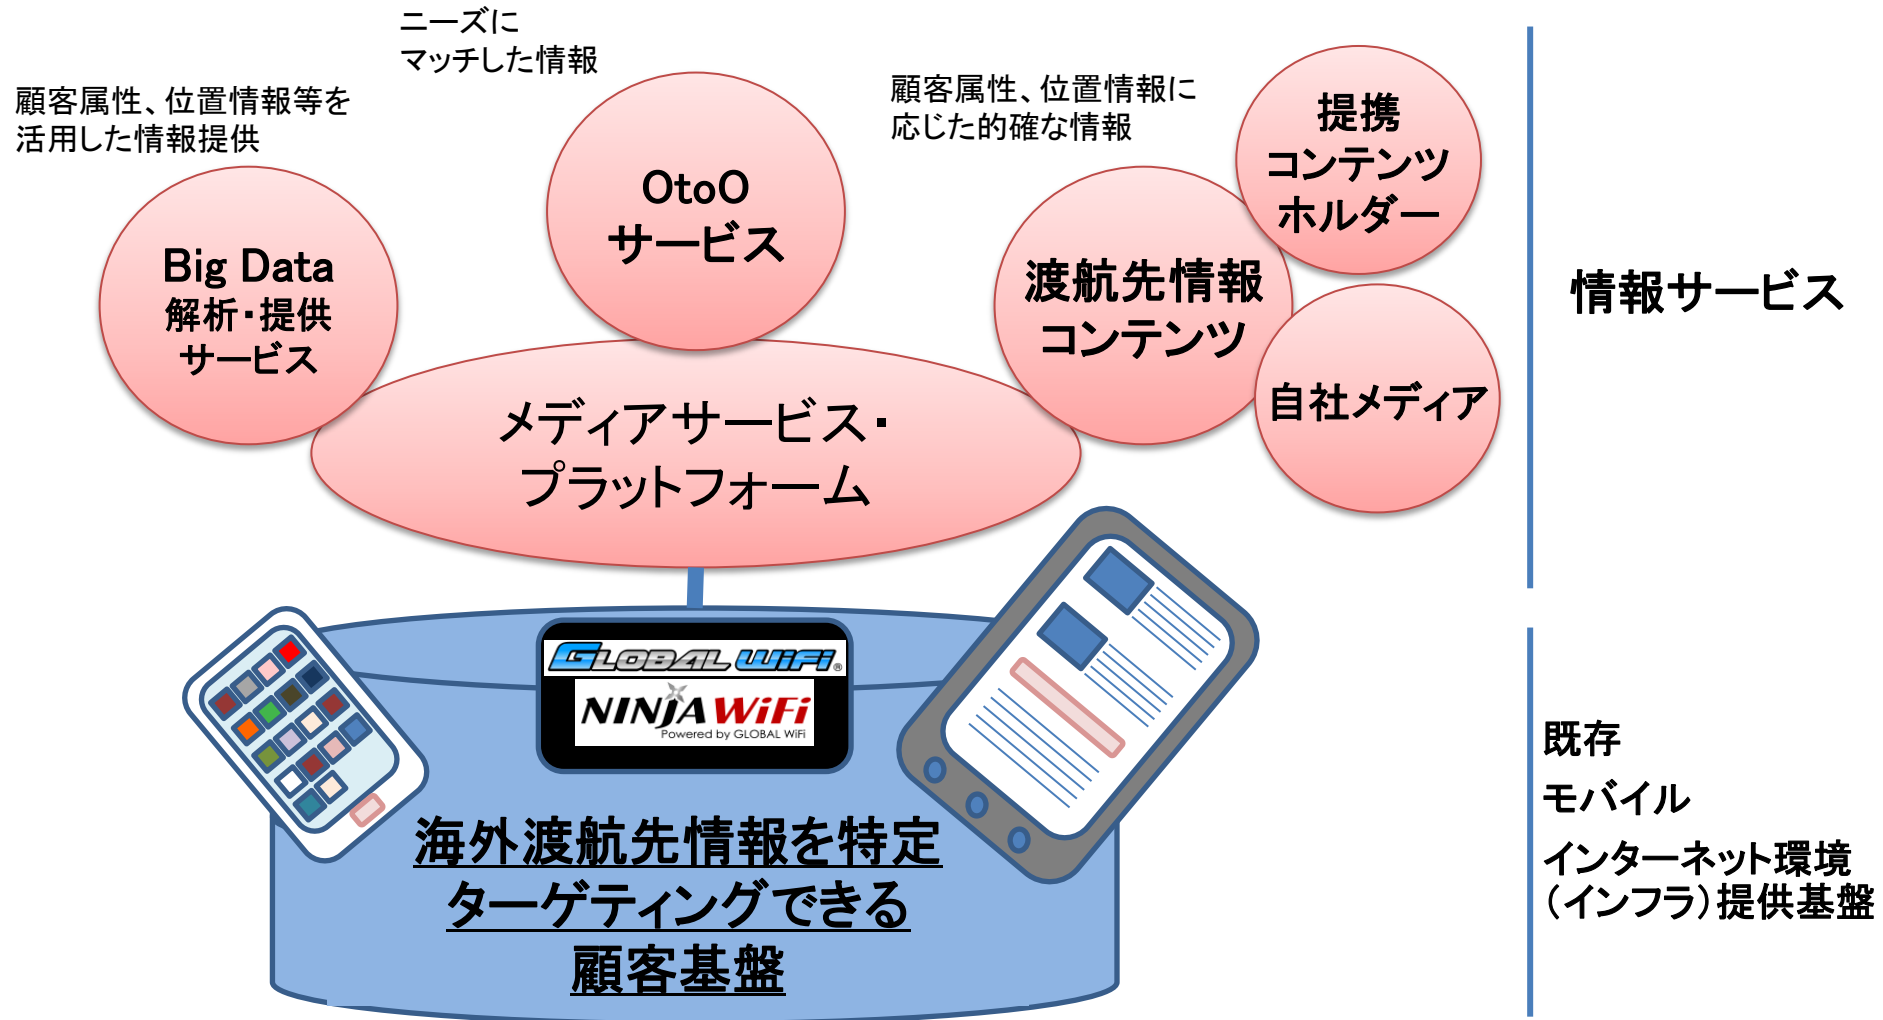 ニーズに
マッチした情報
顧客属性、位置情報等を
活用した情報提供
顧客属性、位置情報に
応じた的確な情報
提携
コンテンツ
ホルダー
OtoO
サービス
Big Data
解析・提供
サービス
渡航先情報
コンテンツ
自社メディア
情報サービス
メディアサービス・
プラットフォーム
GLOBAL WiFi®
NINJA WiFi
Powered by GLOBAL WiFi
海外渡航先情報を特定
ターゲティングできる
顧客基盤
既存
モバイル
インターネット環境
（インフラ）提供基盤